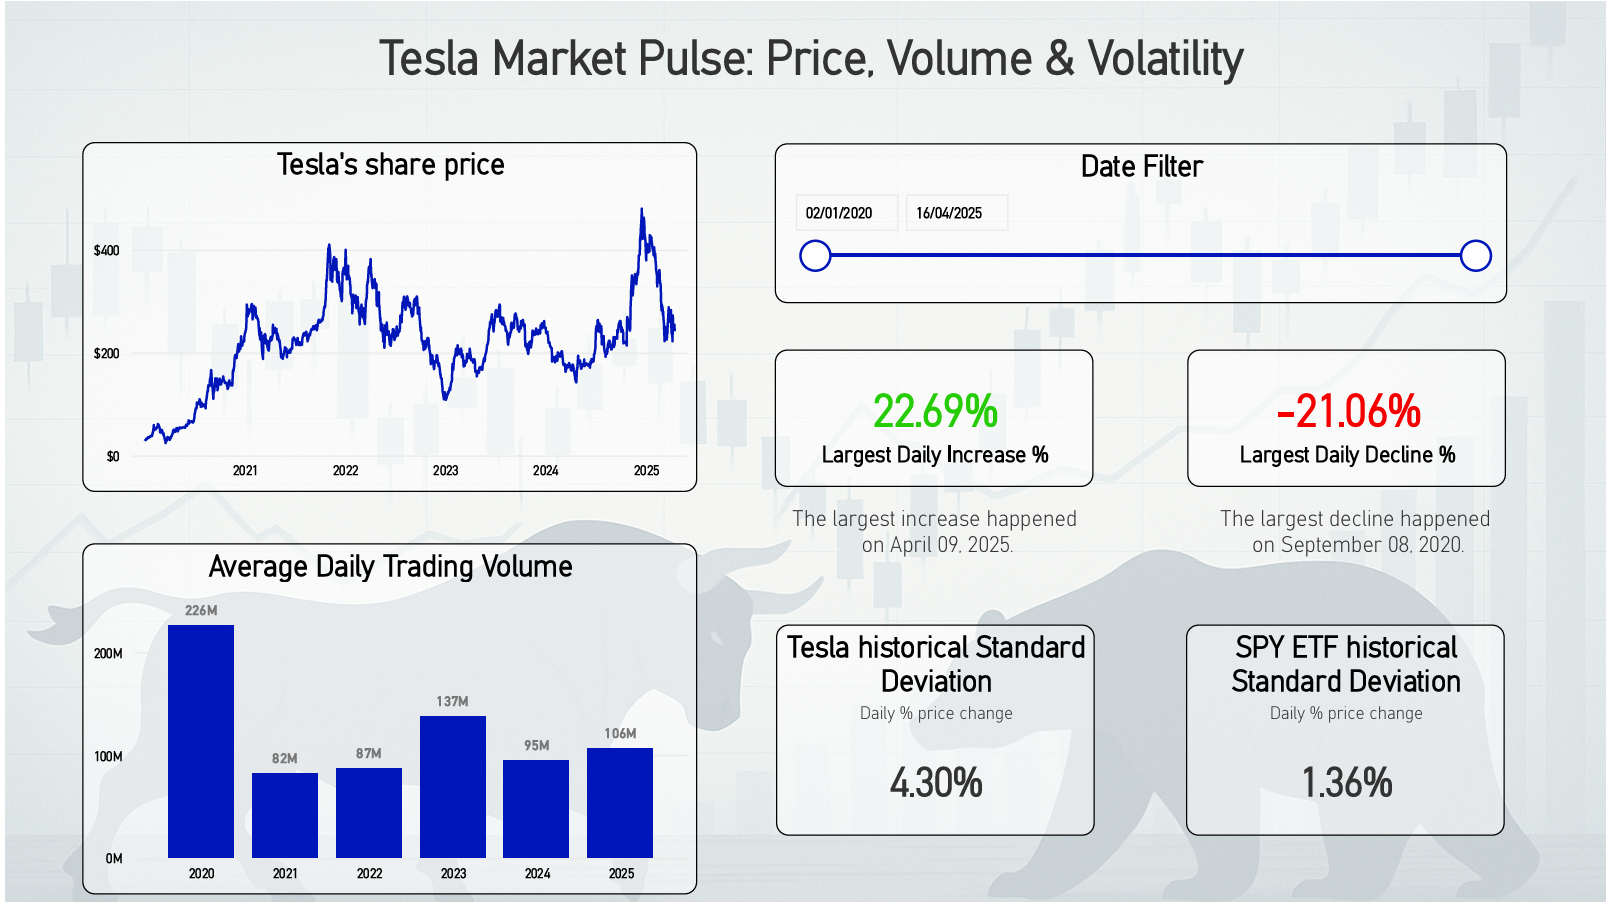 Tesla Market Pulse: Price, Volume & Volatility
Tesla's share price
$400
$200
$0
2021 2022 2023 2024 2025
Date Filter
02/01/2020 16/04/2025
22.69%
Largest Daily Increase %
The largest increase happened
on April 09, 2025.
-21.06%
Largest Daily Decline %
The largest decline happened
on September 08, 2020.
Average Daily Trading Volume
226M
200M
137M
106M
95M
87M
82M
100M
0M
2020 2021 2022 2023 2024 2025
Tesla historical Standard
Deviation
Daily % price change
4.30%
SPY ETF historical
Standard Deviation
Daily % price change
1.36%